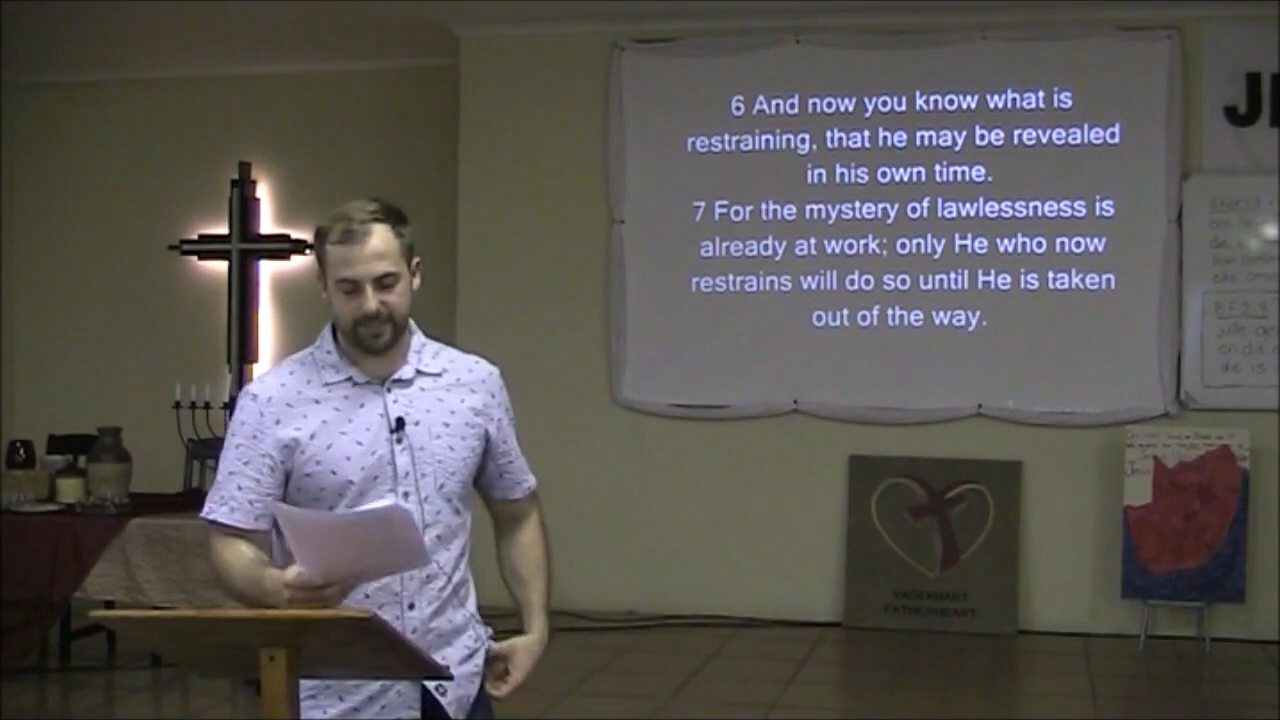 6 And now you know what is
restraining, that he may be revealed
in his own time.
7 For the mystery of lawlessness is
already at work; only He who now
restrains will do so until He is taken
out of the way.
JE
VADERHART
FATHERHEART